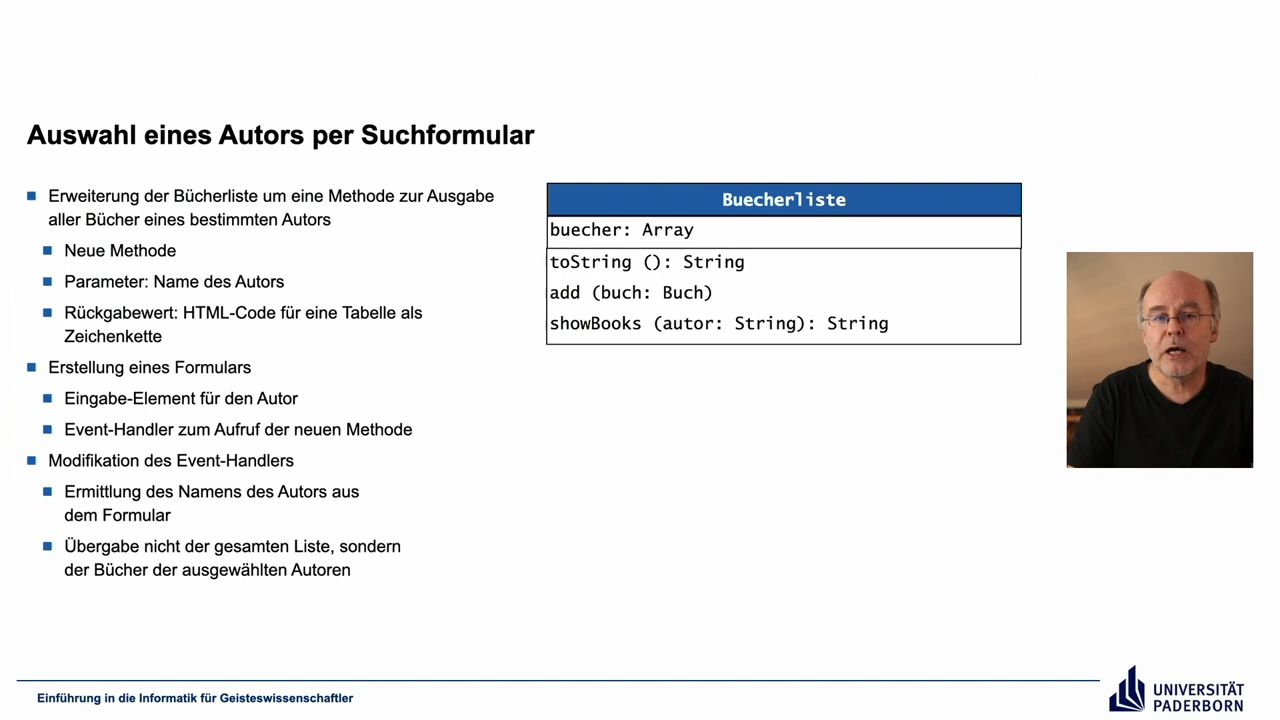 Auswahl eines Autors per Suchformular
Erweiterung der Bücherliste um eine Methode zur Ausgabe
aller Bücher eines bestimmten Autors
Neue Methode
Parameter: Name des Autors
Rückgabewert: HTML-Code für eine Tabelle als
Zeichenkette
Erstellung eines Formulars
Eingabe-Element für den Autor
Event-Handler zum Aufruf der neuen Methode
Modifikation des Event-Handlers
Ermittlung des Namens des Autors aus
dem Formular
Übergabe nicht der gesamten Liste, sondern
der Bücher der ausgewählten Autoren
Buecherliste
buecher: Array
toString (): String
add (buch: Buch)
showBooks (autor: String): String
Einführung in die Informatik für Geisteswissenschaftler
UNIVERSITÄT
PADERBORN